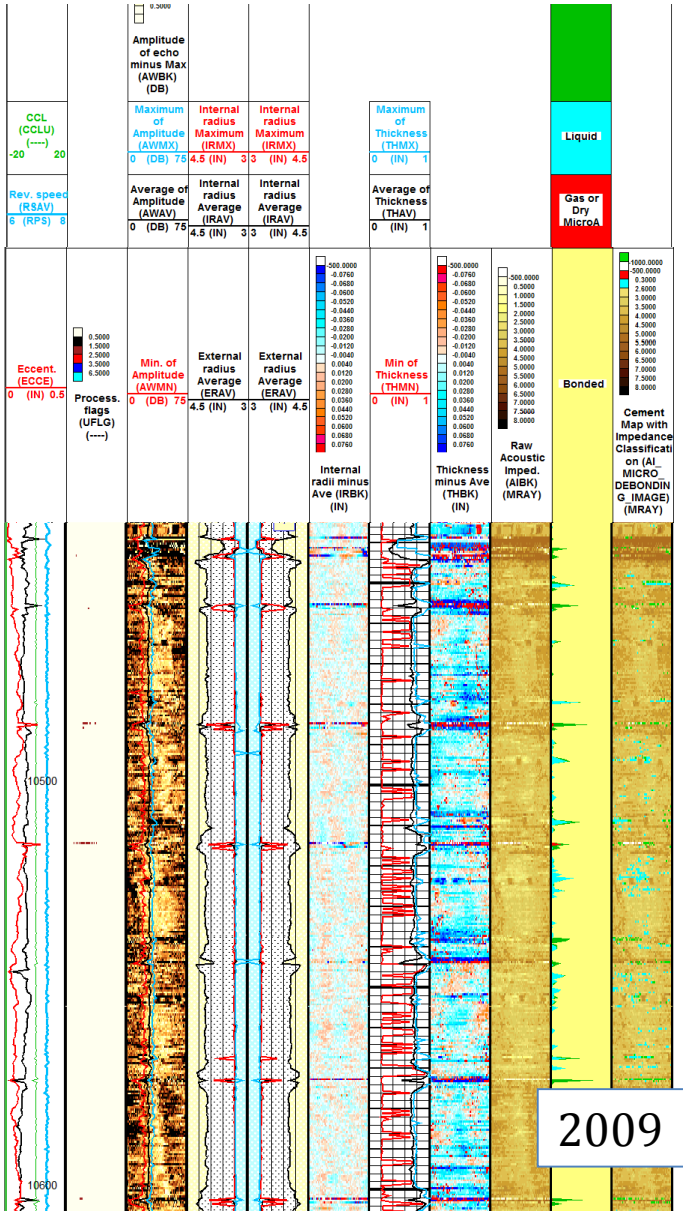 0.5000
Amplitude
of echo
minus Max
(AWBK)
(DB)
CCL
(CCLU)
(----)
-20 20
Maximum
of
Amplitude
(AWMX)
0 (DB) 75
Internal
radius
Maximum
(IRMX)
4.5 (IN) 3
Internal
radius
Maximum
(IRMX)
3 (IN) 4.5
Maximum
of
Thickness
(THMX)
0 (IN) 1
Liquid
Rev. speed
(RSAV)
6 (RPS) 8
Average of
Amplitude
(AWAV)
0 (DB) 75
Internal
radius
Average
(IRAV)
4.5 (IN) 3
Internal
radius
Average
(IRAV)
3 (IN) 4.5
Average of
Thickness
(THAV)
0 (IN) 1
Gas or
Dry
MicroA
Eccent.
(ECCE)
0 (IN) 0.5
0.5000
1.5000
2.5000
3.5000
6.5000
Process.
flags
(UFLG)
(----)
Min. of
Amplitude
(AWMN)
0 (DB) 75
External
radius
Average
(ERAV)
4.5 (IN) 3
External
radius
Average
(ERAV)
3 (IN) 4.5
-500.0000
-0.0760
-0.0680
-0.0600
-0.0520
-0.0440
-0.0360
-0.0280
-0.0200
-0.0120
-0.0040
0.0040
0.0120
0.0200
0.0280
0.0360
0.0440
0.0520
0.0600
0.0680
0.0760
Internal
radii minus
Ave (IRBK)
(IN)
Min of
Thickness
(THMN)
0 (IN) 1
-500.0000
-0.0760
-0.0680
-0.0600
-0.0520
-0.0440
-0.0360
-0.0280
-0.0200
-0.0120
-0.0040
0.0040
0.0120
0.0200
0.0280
0.0360
0.0440
0.0520
0.0600
0.0680
0.0760
Thickness
minus Ave
(THBK)
(IN)
-500.0000
0.5000
1.0000
1.5000
2.0000
2.5000
3.0000
3.5000
4.0000
4.5000
5.0000
5.5000
6.0000
6.5000
7.0000
7.5000
8.0000
Raw
Acoustic
Imped.
(AIBK)
(MRAY)
Bonded
-1000.0000
-500.0000
0.3000
2.6000
3.0000
3.5000
4.0000
4.5000
5.0000
5.5000
6.0000
6.5000
7.0000
7.5000
8.0000
Cement
Map with
Impedance
Classificati
on (AI_
MICRO_
DEBONDIN
G_IMAGE)
(MRAY)
10500
2009
10600